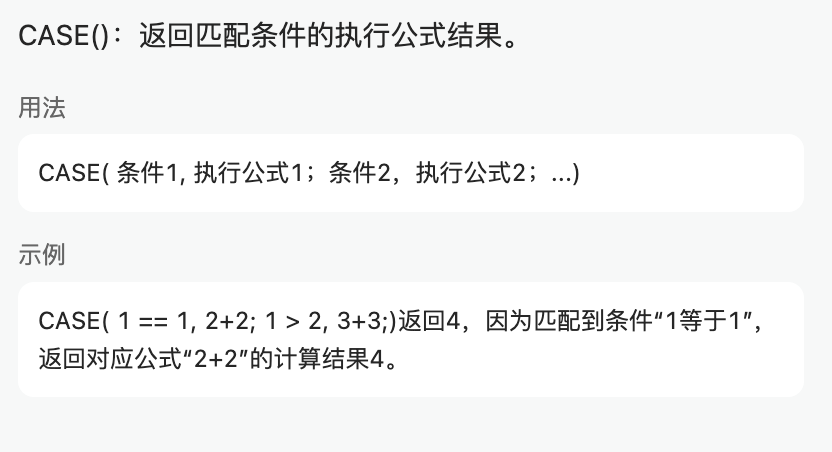 CASE()：返回匹配条件的执行公式结果。
用法
CASE( 条件1, 执行公式1；条件2，执行公式2；...)
示例
CASE( 1 == 1, 2+2; 1 > 2, 3+3;)返回4，因为匹配到条件“1等于1”，
返回对应公式“2+2”的计算结果4。